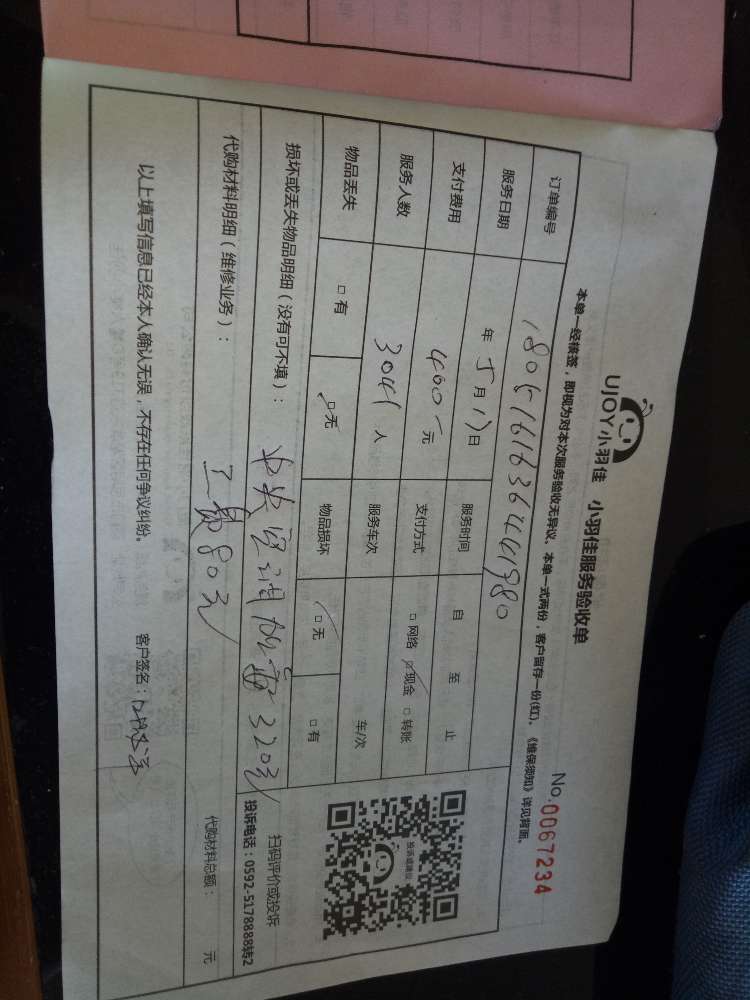 UJOY小羽佳 小羽佳服务验收单
No.0067234
本单一经核签，即视为对本次服务验收无异议。本单一式两份，客户留存一份(红)。《维保须知》详见背面。
订单编号
服务日期 年 5 月 17 日 服务时间 自 至 止
支付费用 400 元 支付方式 □网络 ☑现金 □转账
服务人数 3041 人 服务车次 车/次
物品丢失 □有 ☑无 物品损坏 ☑无 □有
投诉或建议
扫码评价或投诉
投诉电话：0592-5178888转2
损坏或丢失物品明细（没有可不填）： 中央空调 320元
代购材料明细（维修业务）： 80元
代购材料总额： 元
以上填写信息已经本人确认无误，不存在任何争议纠纷。 客户签名：